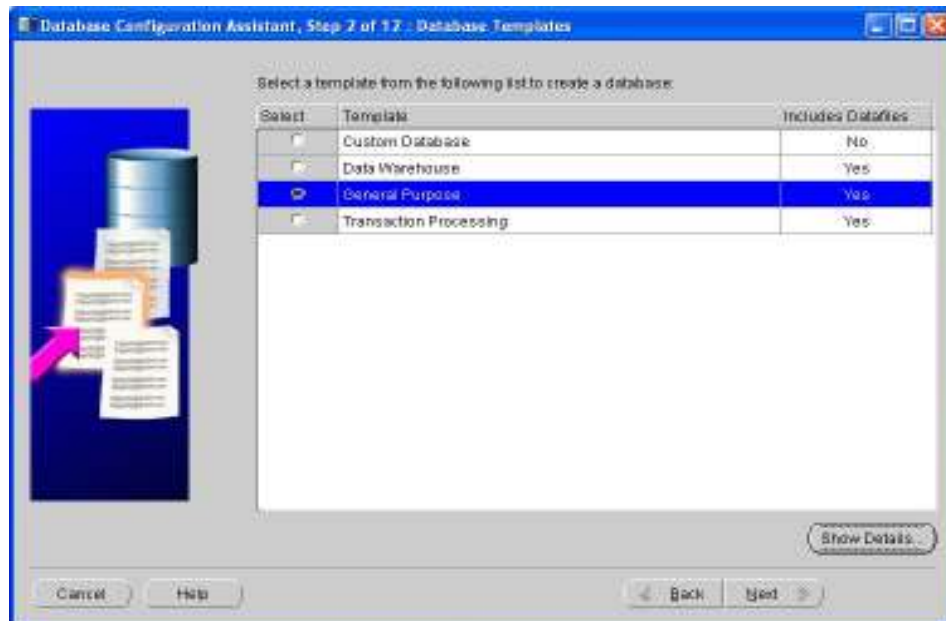 Database Configuration Assistant, Step 2 of 12 : Database Templates
Select a template from the following list to create a database:
Select Template Includes Datafiles
Custom Database No
Data Warehouse Yes
General Purpose Yes
Transaction Processing Yes
Show Details...
Cancel Help Back Next